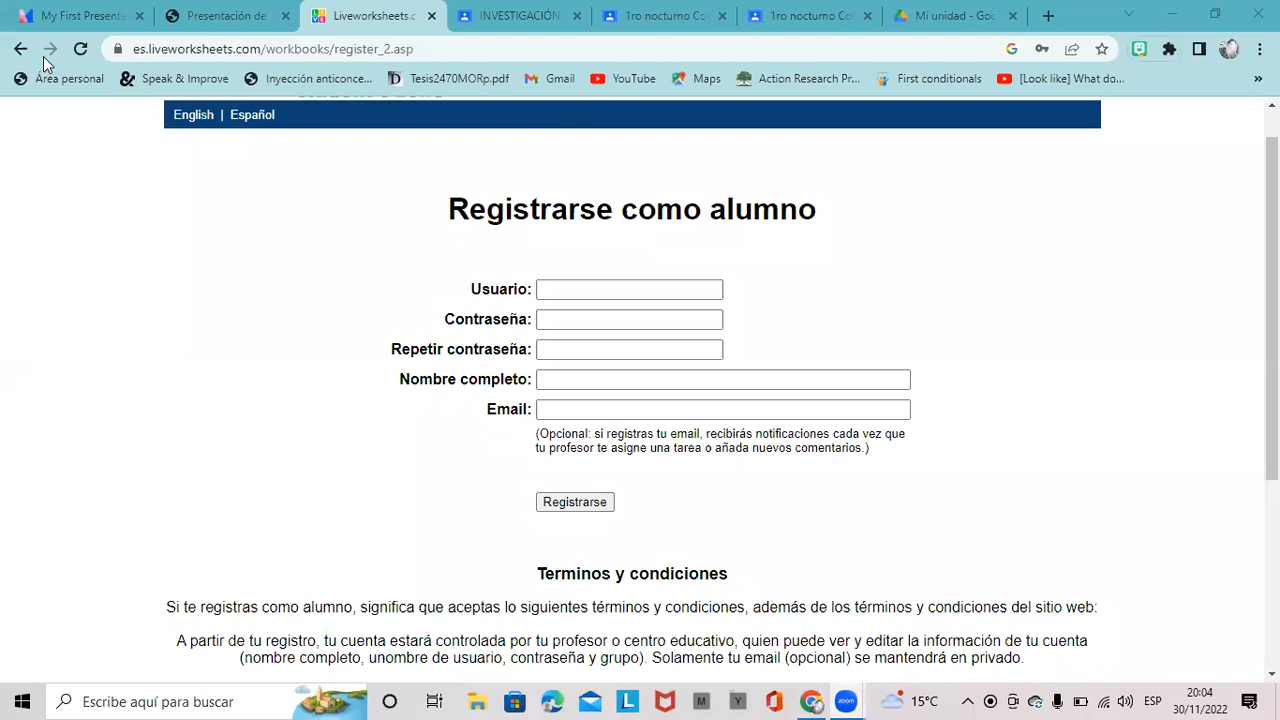 My First Presenta
Presentación de
Liveworksheets.c
INVESTIGACIÓN
1ro nocturno Co
1ro nocturno Co
Mi unidad - Goo
es.liveworksheets.com/workbooks/register_2.asp
Área personal
Speak & Improve
Inyección anticonce...
Tesis2470MORp.pdf
Gmail
YouTube
Maps
Action Research Pr...
First conditionals
[Look like] What do...
English | Español
Registrarse como alumno
Usuario:
Contraseña:
Repetir contraseña:
Nombre completo:
Email:
(Opcional: si registras tu email, recibirás notificaciones cada vez que
tu profesor te asigne una tarea o añada nuevos comentarios.)
Registrarse
Terminos y condiciones
Si te registras como alumno, significa que aceptas lo siguientes términos y condiciones, además de los términos y condiciones del sitio web:
A partir de tu registro, tu cuenta estará controlada por tu profesor o centro educativo, quien puede ver y editar la información de tu cuenta
(nombre completo, unombre de usuario, contraseña y grupo). Solamente tu email (opcional) se mantendrá en privado.
Escribe aquí para buscar
zoom
15°C
ESP
20:04
30/11/2022